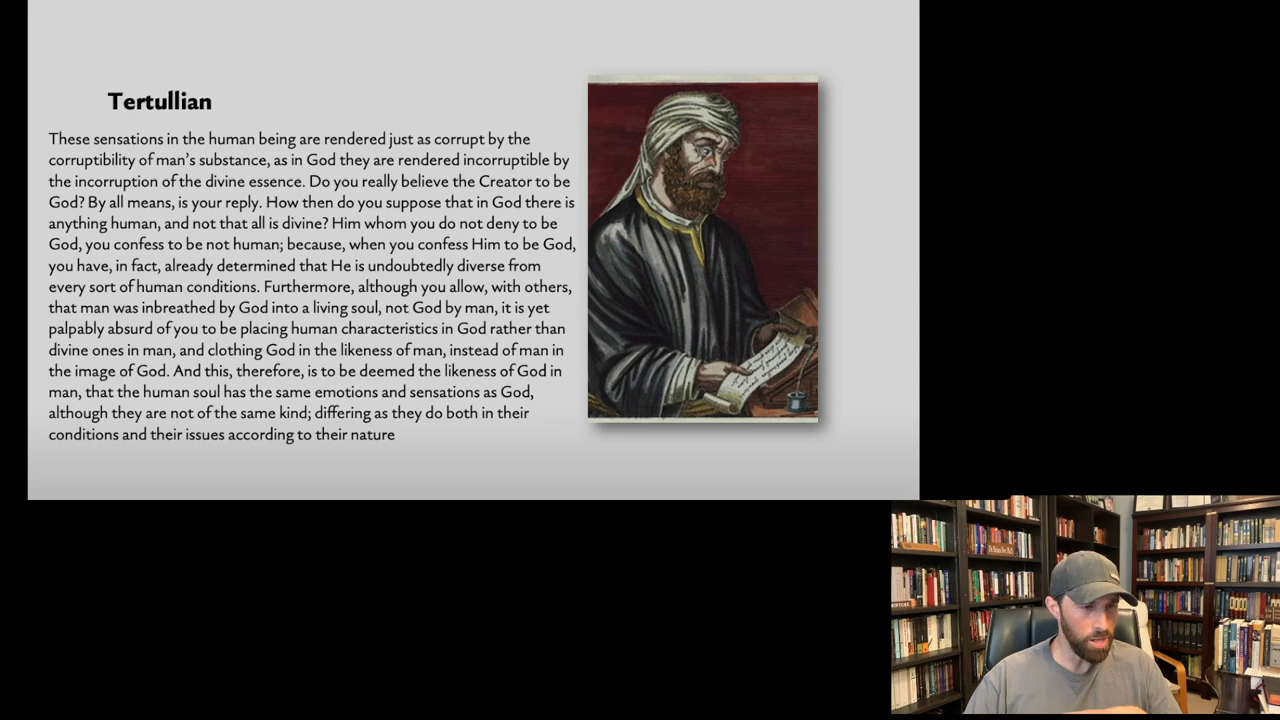 Tertullian
These sensations in the human being are rendered just as corrupt by the
corruptibility of man's substance, as in God they are rendered incorruptible by
the incorruption of the divine essence. Do you really believe the Creator to be
God? By all means, is your reply. How then do you suppose that in God there is
anything human, and not that all is divine? Him whom you do not deny to be
God, you confess to be not human; because, when you confess Him to be God,
you have, in fact, already determined that He is undoubtedly diverse from
every sort of human conditions. Furthermore, although you allow, with others,
that man was inbreathed by God into a living soul, not God by man, it is yet
palpably absurd of you to be placing human characteristics in God rather than
divine ones in man, and clothing God in the likeness of man, instead of man in
the image of God. And this, therefore, is to be deemed the likeness of God in
man, that the human soul has the same emotions and sensations as God,
although they are not of the same kind; differing as they do both in their
conditions and their issues according to their nature